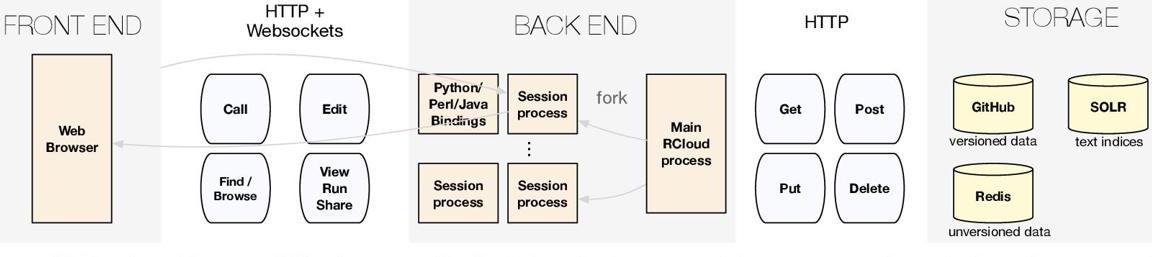 FRONT END
HTTP +
Websockets
BACK END
HTTP
STORAGE
Web
Browser
Call
Edit
Find /
Browse
View
Run
Share
Python/
Perl/Java
Bindings
Session
process
fork
Main
RCloud
process
Session
process
Session
process
Get
Post
Put
Delete
GitHub
versioned data
SOLR
text indices
Redis
unversioned data